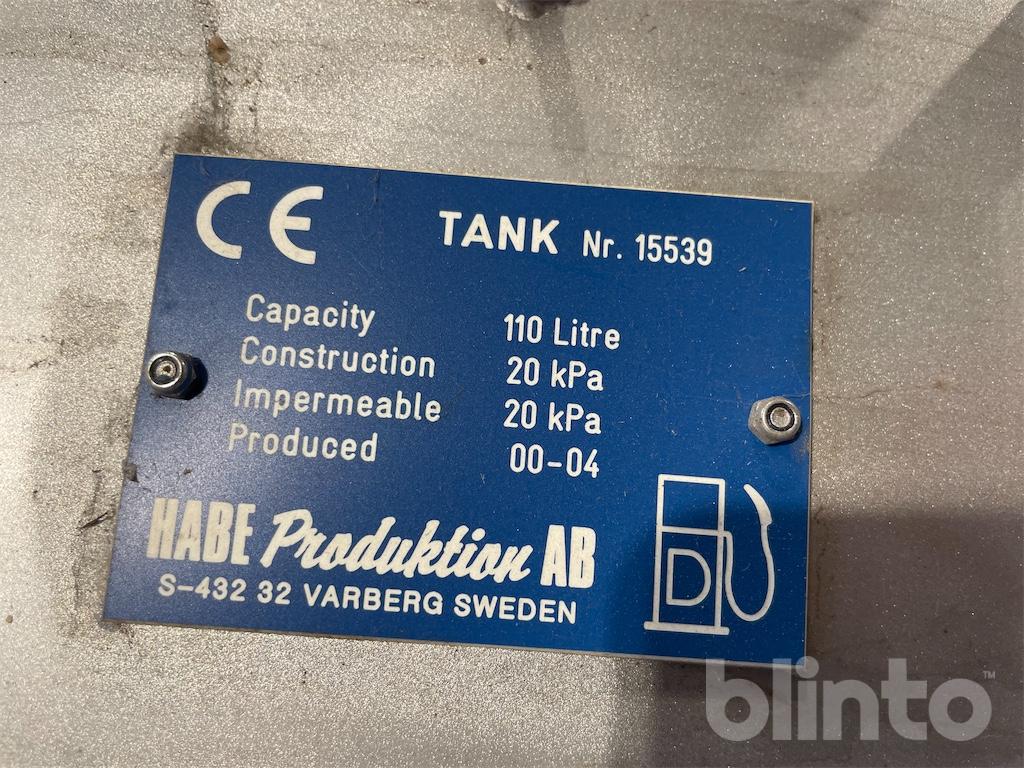 CE TANK Nr. 15539
Capacity 110 Litre
Construction 20 kPa
Impermeable 20 kPa
Produced 00-04
HABE Produktion AB
S-432 32 VARBERG SWEDEN
D
blinto™